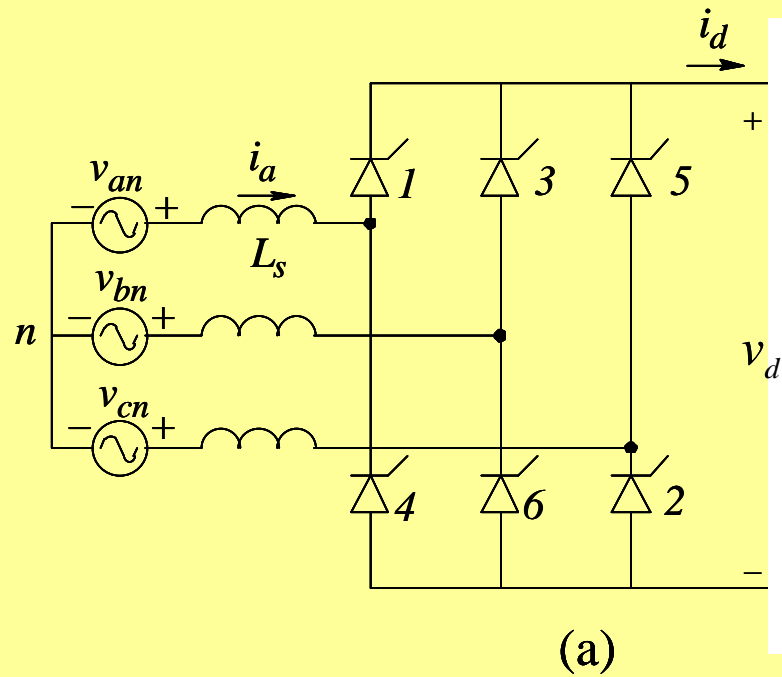 i_d
+
v_an
i_a
1
3
5
− +
L_s
v_bn
− +
n
v_d
v_cn
− +
4
6
2
−
(a)